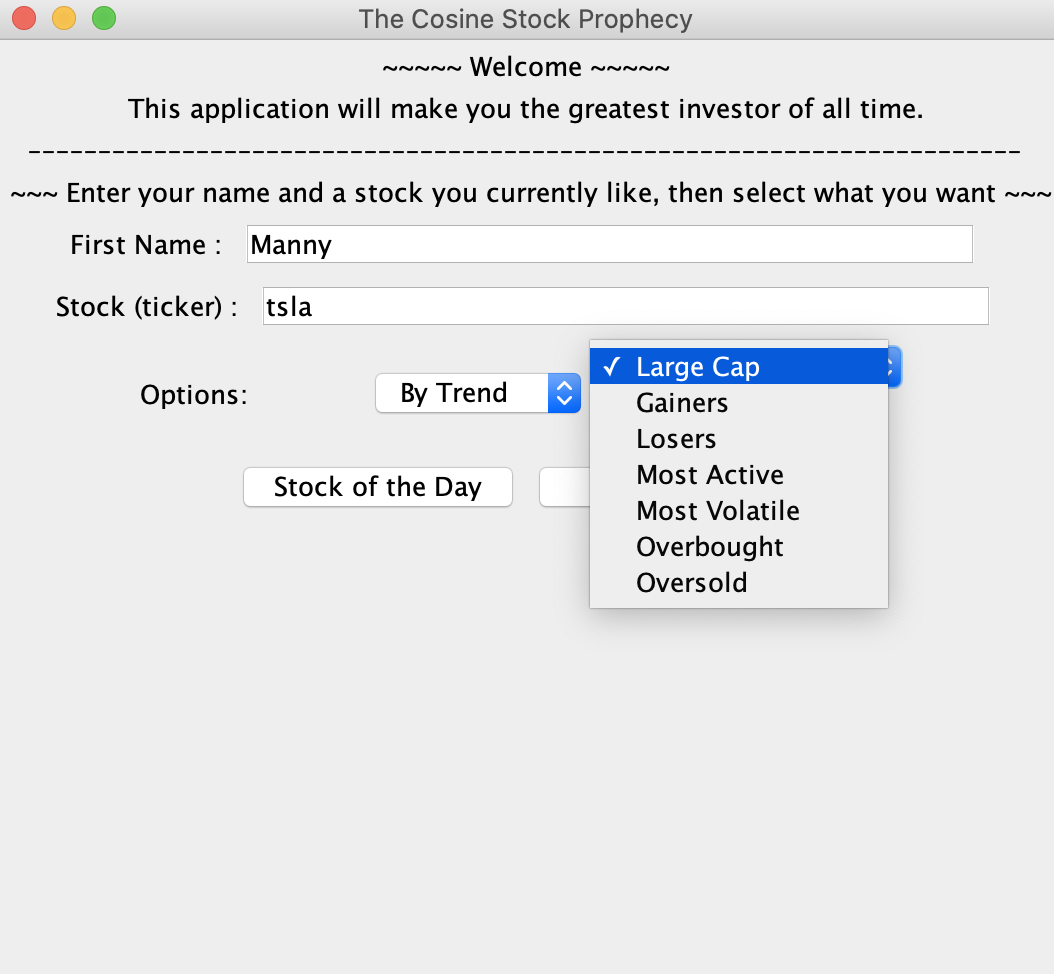 The Cosine Stock Prophecy
~~~~~ Welcome ~~~~~
This application will make you the greatest investor of all time.
-----------------------------------------------------------------------
~~~ Enter your name and a stock you currently like, then select what you want ~~~
First Name : Manny
Stock (ticker) : tsla
Options: By Trend
✓ Large Cap
Gainers
Losers
Most Active
Most Volatile
Overbought
Oversold
Stock of the Day